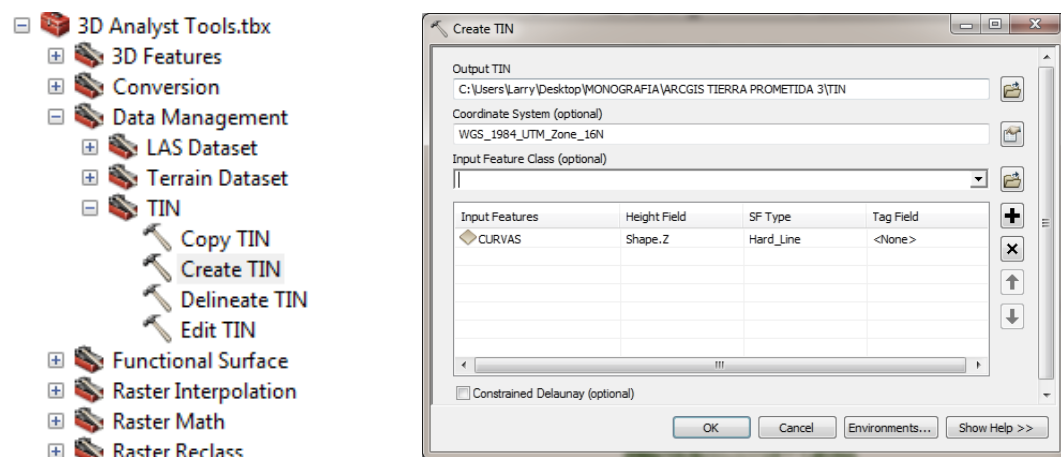 3D Analyst Tools.tbx
3D Features
Conversion
Data Management
LAS Dataset
Terrain Dataset
TIN
Copy TIN
Create TIN
Delineate TIN
Edit TIN
Functional Surface
Raster Interpolation
Raster Math
Raster Reclass
Create TIN
Output TIN
C:\Users\Larry\Desktop\MONOGRAFIA\ARCGIS TIERRA PROMETIDA 3\TIN
Coordinate System (optional)
WGS_1984_UTM_Zone_16N
Input Feature Class (optional)
Input Features Height Field SF Type Tag Field
CURVAS Shape.Z Hard_Line <None>
Constrained Delaunay (optional)
OK Cancel Environments... Show Help >>